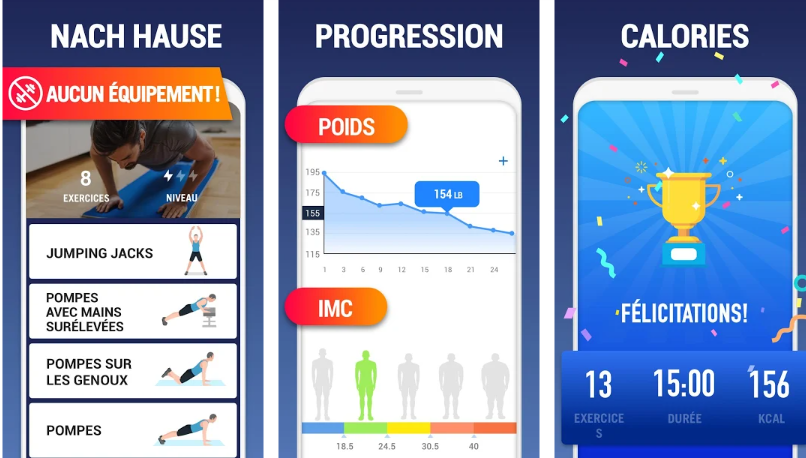 NACH HAUSE
AUCUN ÉQUIPEMENT!
8
EXERCICES
NIVEAU
JUMPING JACKS
POMPES
AVEC MAINS
SURÉLEVÉES
POMPES SUR
LES GENOUX
POMPES
PROGRESSION
POIDS
+
195
175
155
135
115
154 LB
1 3 6 9 12 15 18 21 24
IMC
18.5 24.5 30.5 40
CALORIES
FÉLICITATIONS!
13 15:00 156
EXERCICE
S
DURÉE KCAL